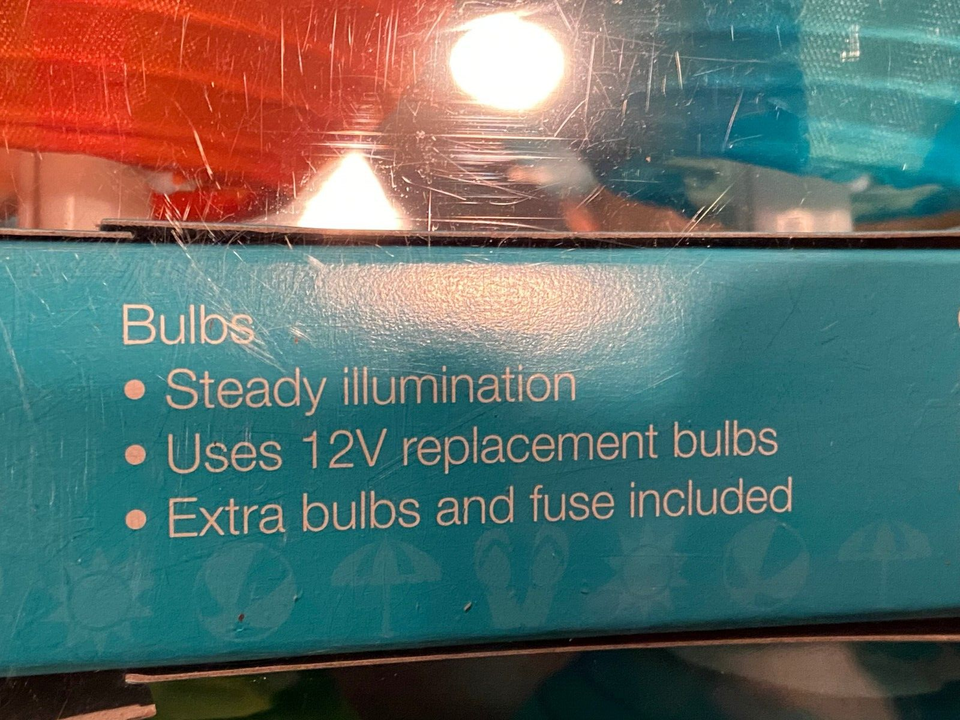 Bulbs
• Steady illumination
• Uses 12V replacement bulbs
• Extra bulbs and fuse included